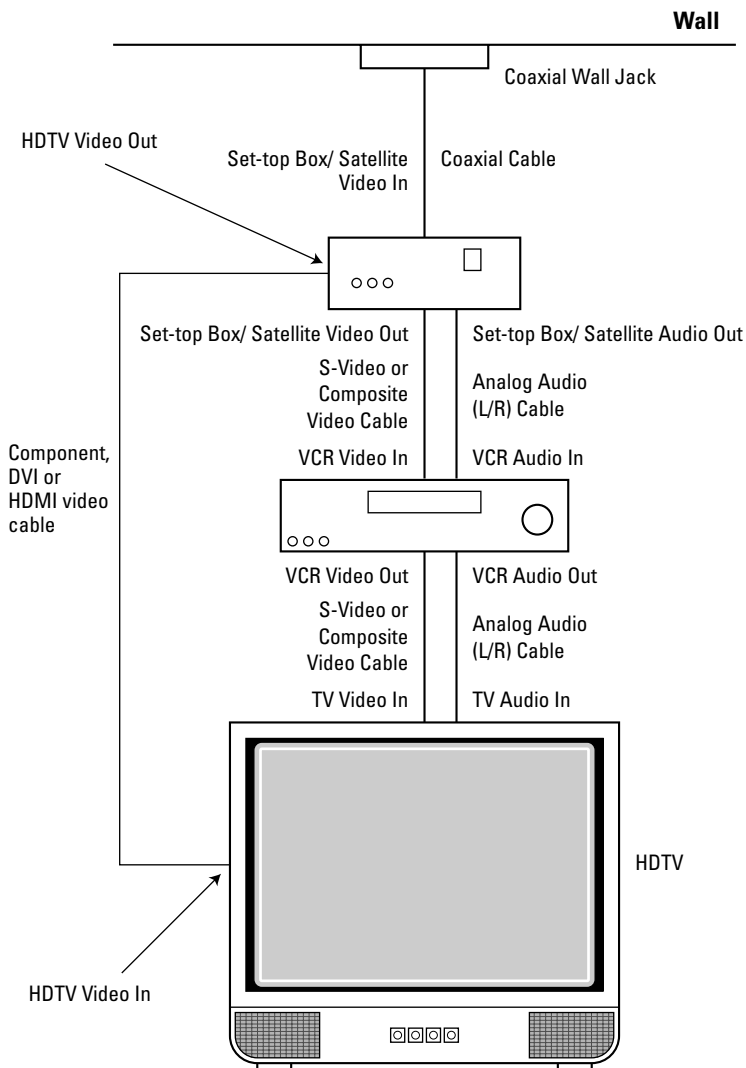 Wall
Coaxial Wall Jack
HDTV Video Out
Set-top Box/ Satellite
Video In
Coaxial Cable
Set-top Box/ Satellite Video Out
Set-top Box/ Satellite Audio Out
S-Video or
Composite
Video Cable
Analog Audio
(L/R) Cable
Component,
DVI or
HDMI video
cable
VCR Video In
VCR Audio In
VCR Video Out
VCR Audio Out
S-Video or
Composite
Video Cable
Analog Audio
(L/R) Cable
TV Video In
TV Audio In
HDTV
HDTV Video In